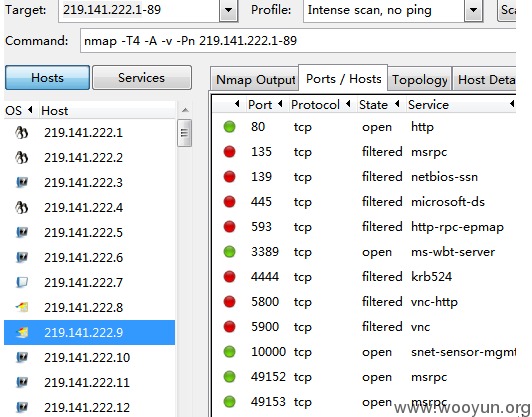 Target: 219.141.222.1-89 Profile: Intense scan, no ping
Command: nmap -T4 -A -v -Pn 219.141.222.1-89
Hosts Services
OS Host
219.141.222.1
219.141.222.2
219.141.222.3
219.141.222.4
219.141.222.5
219.141.222.6
219.141.222.7
219.141.222.8
219.141.222.9
219.141.222.10
219.141.222.11
219.141.222.12
Nmap Output Ports / Hosts Topology Host Deta
Port Protocol State Service
80 tcp open http
135 tcp filtered msrpc
139 tcp filtered netbios-ssn
445 tcp filtered microsoft-ds
593 tcp filtered http-rpc-epmap
3389 tcp open ms-wbt-server
4444 tcp filtered krb524
5800 tcp filtered vnc-http
5900 tcp filtered vnc
10000 tcp open snet-sensor-mgmt
49152 tcp open msrpc
49153 tcp open msrpc
www.wooyun.org